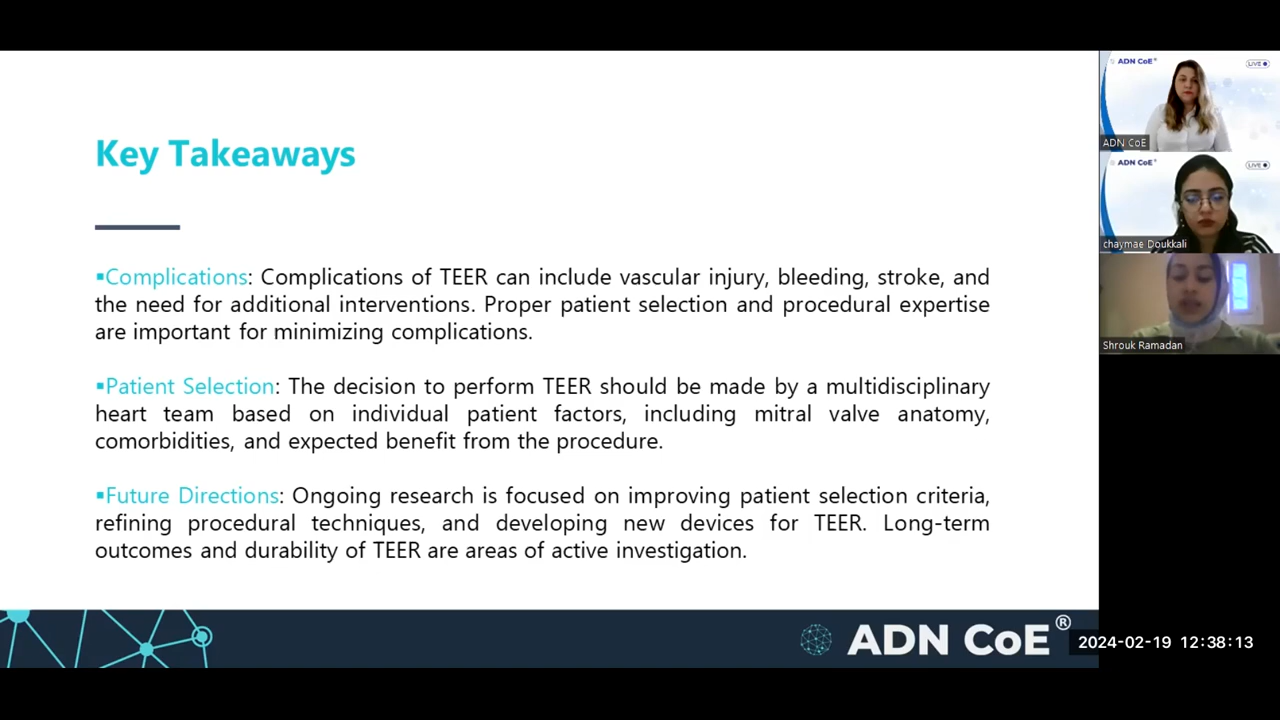 Key Takeaways
▪Complications: Complications of TEER can include vascular injury, bleeding, stroke, and
the need for additional interventions. Proper patient selection and procedural expertise
are important for minimizing complications.
▪Patient Selection: The decision to perform TEER should be made by a multidisciplinary
heart team based on individual patient factors, including mitral valve anatomy,
comorbidities, and expected benefit from the procedure.
▪Future Directions: Ongoing research is focused on improving patient selection criteria,
refining procedural techniques, and developing new devices for TEER. Long-term
outcomes and durability of TEER are areas of active investigation.
ADN CoE®
ADN CoE®
LIVE
ADN CoE
ADN CoE®
LIVE
chaymae Doukkali
Shrouk Ramadan
2024-02-19 12:38:13